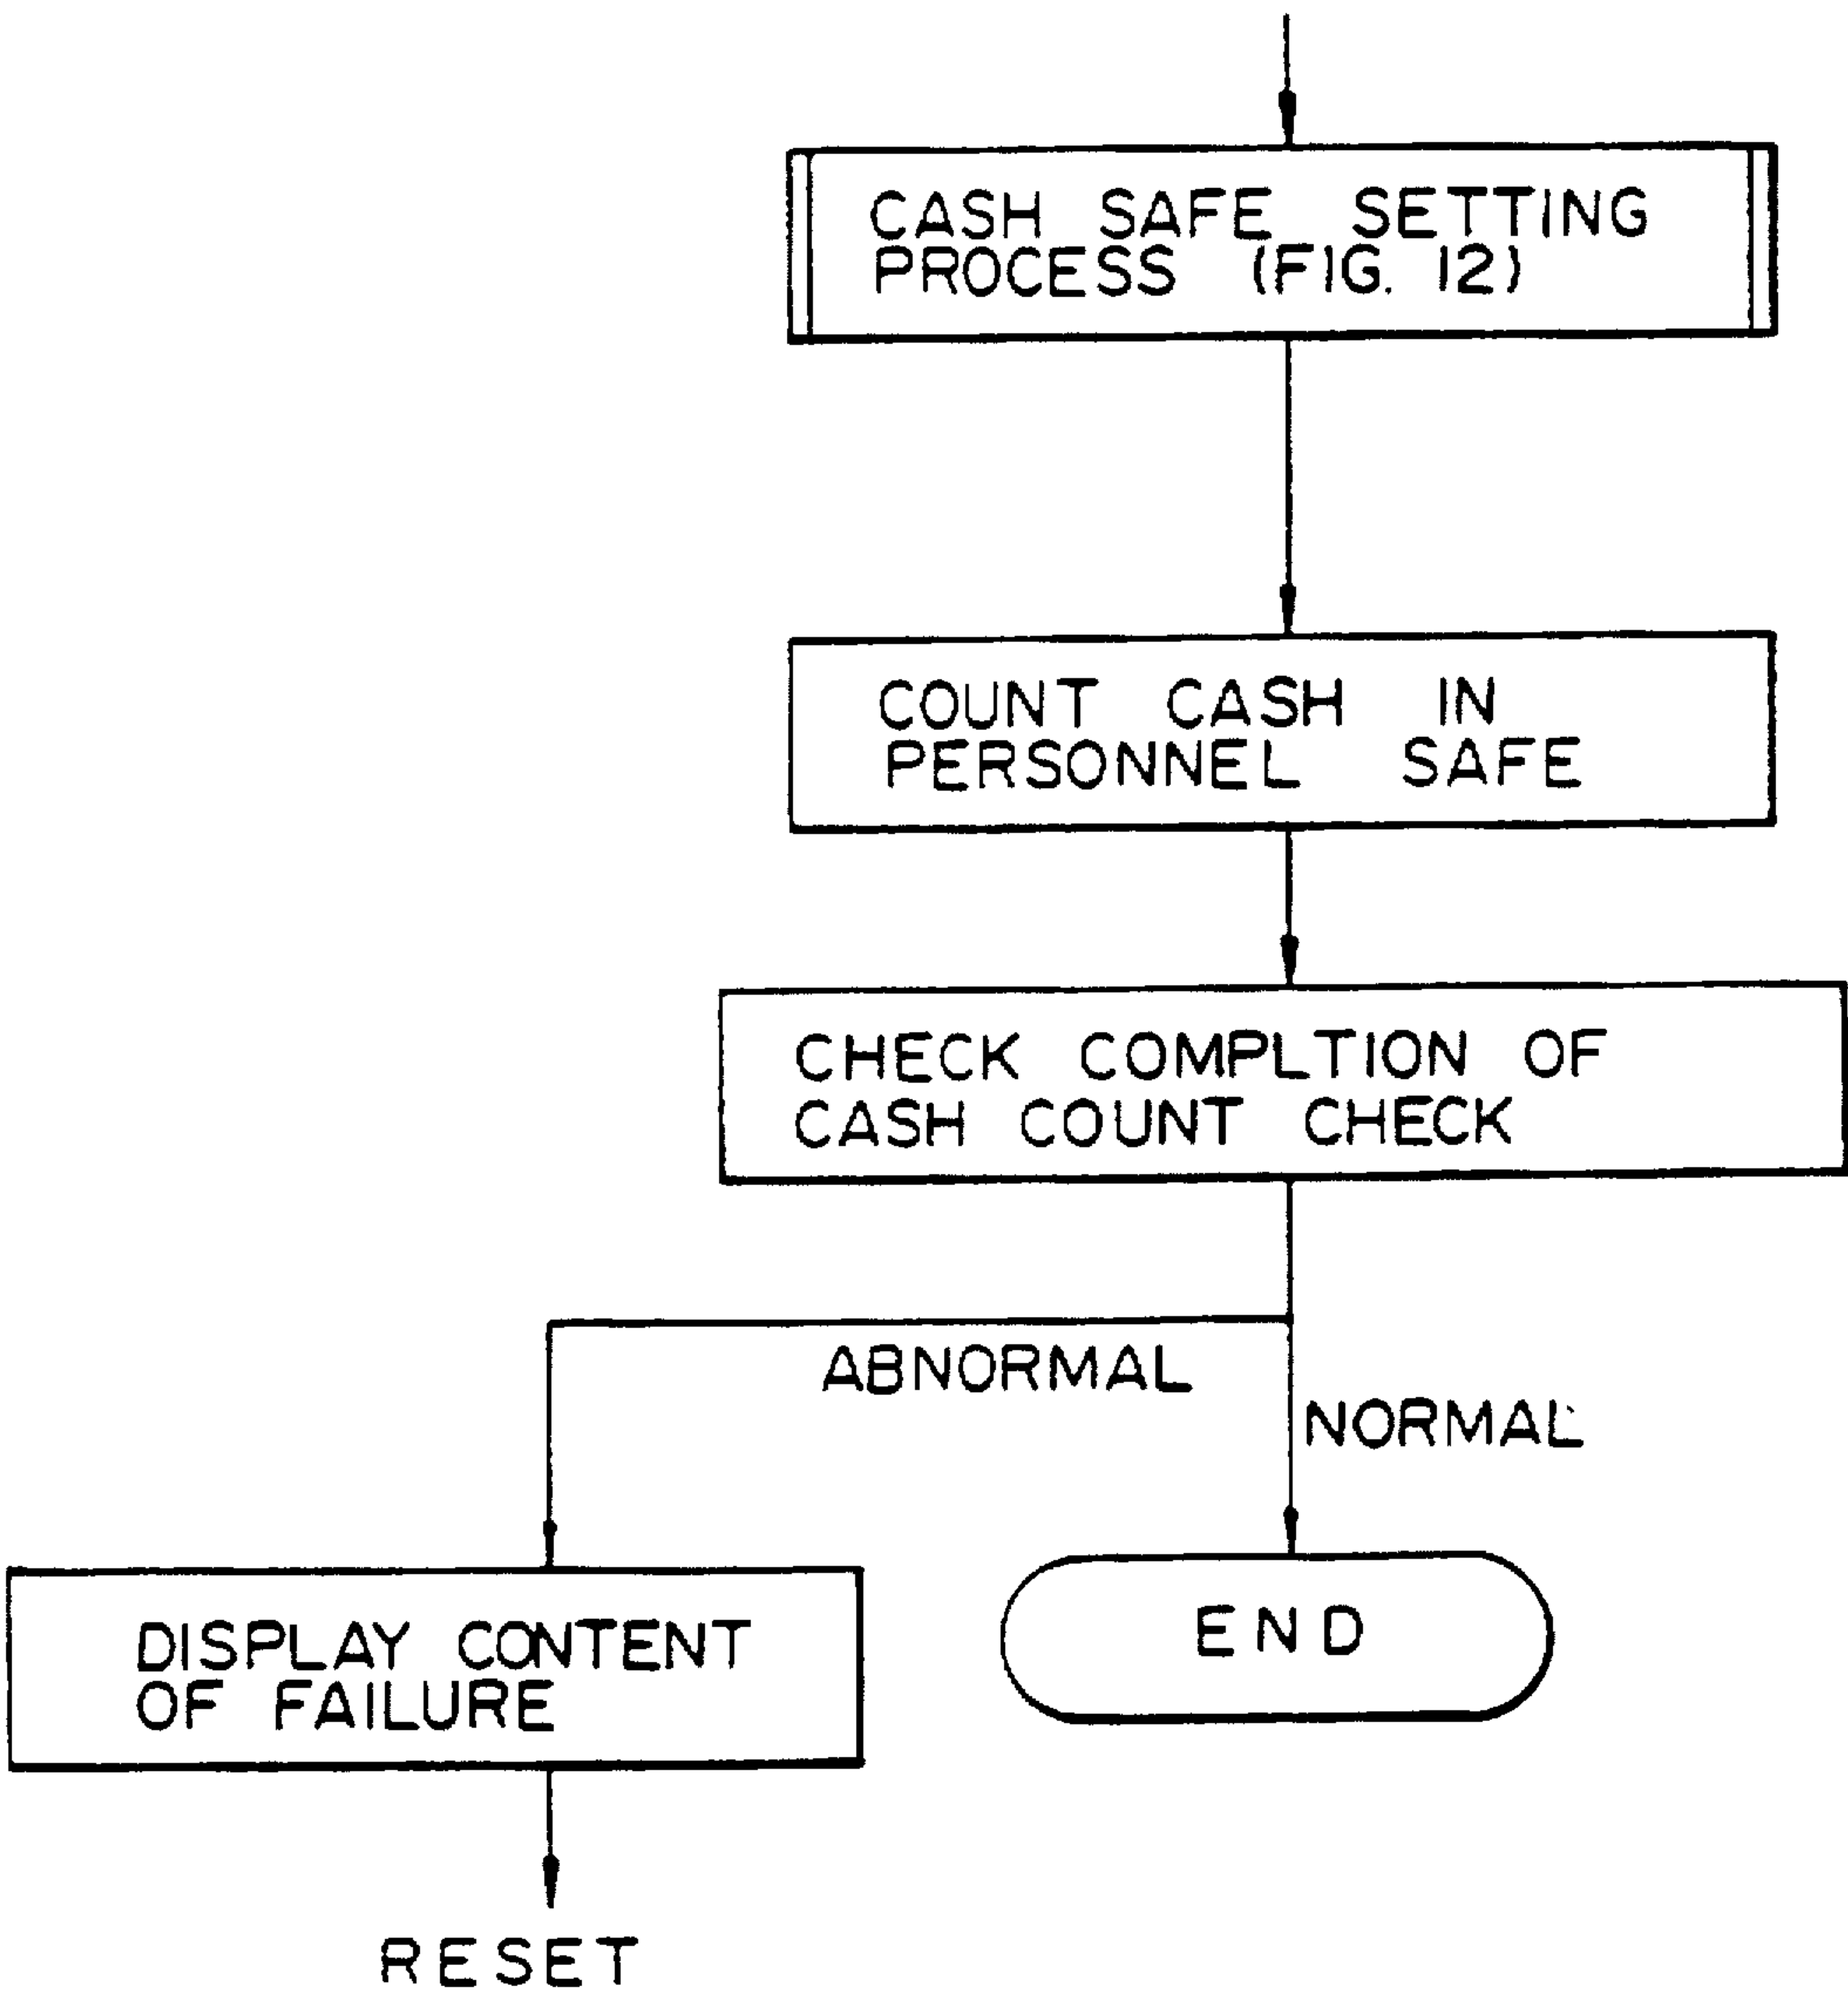 CASH SAFE SETTING
PROCESS (FIG. 12)
COUNT CASH IN
PERSONNEL SAFE
CHECK COMPLTION OF
CASH COUNT CHECK
ABNORMAL
NORMAL
DISPLAY CONTENT
OF FAILURE
END
RESET